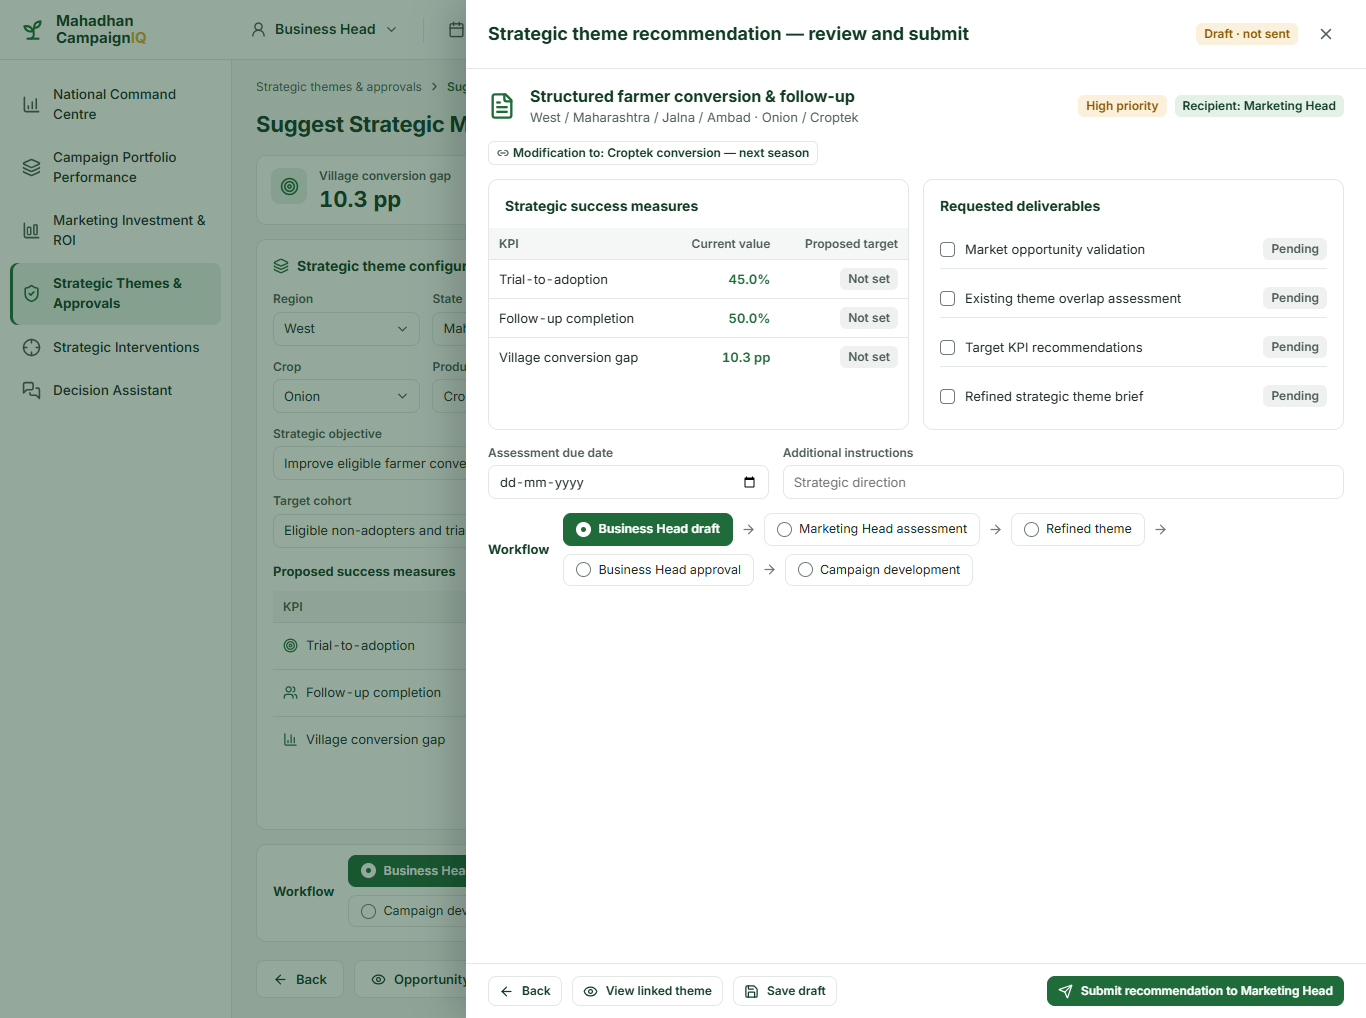 Mahadhan
CampaignIQ
Business Head
National Command
Centre
Campaign Portfolio
Performance
Marketing Investment &
ROI
Strategic Themes &
Approvals
Strategic Interventions
Decision Assistant
Strategic themes & approvals
Suggest Strategic
Village conversion gap
10.3 pp
Strategic theme
Region
State
West
Crop
Onion
Strategic objective
Improve eligible farmer
Target cohort
Eligible non-adopters and
Proposed success measures
KPI
Trial-to-adoption
Follow-up completion
Village conversion gap
Workflow
Business
Campaign
Back
Opportunity
Strategic theme recommendation — review and submit
Draft · not sent
Structured farmer conversion & follow-up
West / Maharashtra / Jalna / Ambad · Onion / Croptek
High priority
Recipient: Marketing Head
Modification to: Croptek conversion — next season
Strategic success measures
KPI Current value Proposed target
Trial-to-adoption 45.0% Not set
Follow-up completion 50.0% Not set
Village conversion gap 10.3 pp Not set
Requested deliverables
Market opportunity validation Pending
Existing theme overlap assessment Pending
Target KPI recommendations Pending
Refined strategic theme brief Pending
Assessment due date
dd-mm-yyyy
Additional instructions
Strategic direction
Workflow
Business Head draft → Marketing Head assessment → Refined theme →
Business Head approval → Campaign development
Back
View linked theme
Save draft
Submit recommendation to Marketing Head